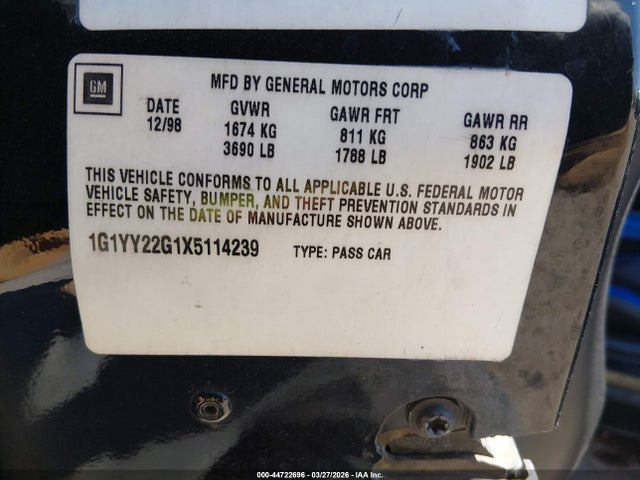 GM
MFD BY GENERAL MOTORS CORP
DATE GVWR GAWR FRT GAWR RR
12/98 1674 KG 811 KG 863 KG
3690 LB 1788 LB 1902 LB
THIS VEHICLE CONFORMS TO ALL APPLICABLE U.S. FEDERAL MOTOR
VEHICLE SAFETY, BUMPER, AND THEFT PREVENTION STANDARDS IN
EFFECT ON THE DATE OF MANUFACTURE SHOWN ABOVE.
1G1YY22G1X5114239 TYPE: PASS CAR
000-44722696 - 03/27/2026 - IAA Inc.